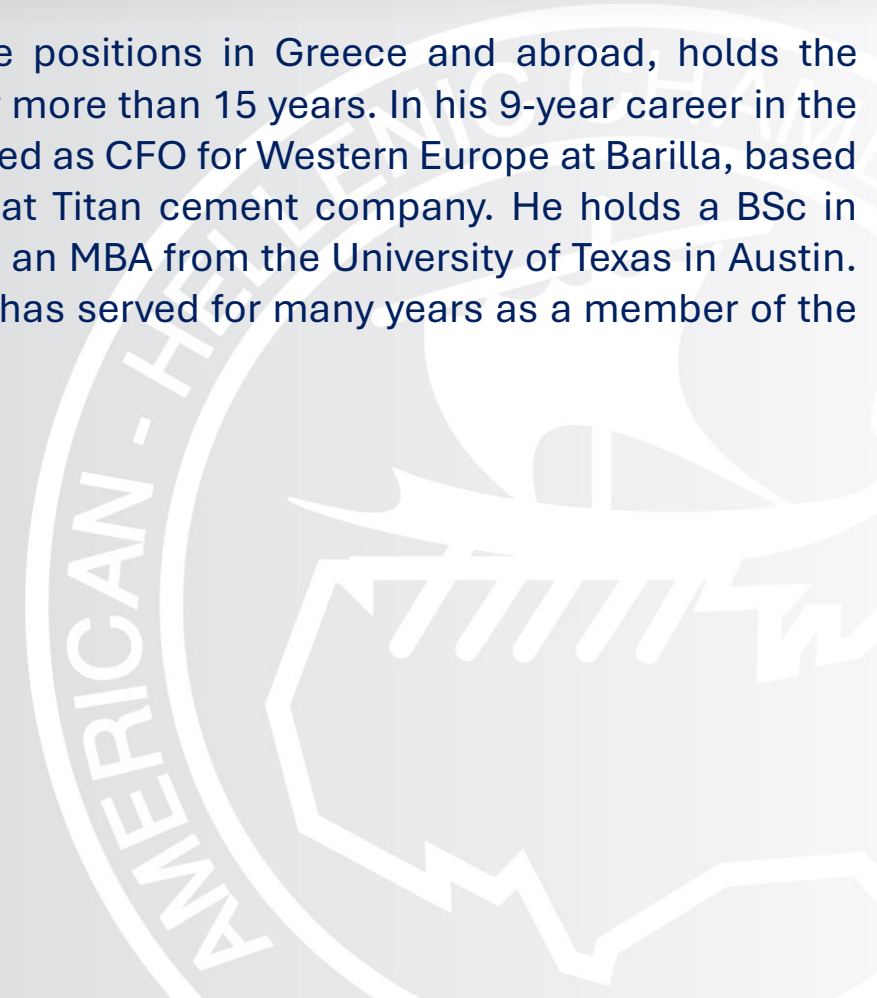 e positions in Greece and abroad, holds the
more than 15 years. In his 9-year career in the
ed as CFO for Western Europe at Barilla, based
at Titan cement company. He holds a BSc in
an MBA from the University of Texas in Austin.
has served for many years as a member of the
AMERICAN - HELLENIC CHAM